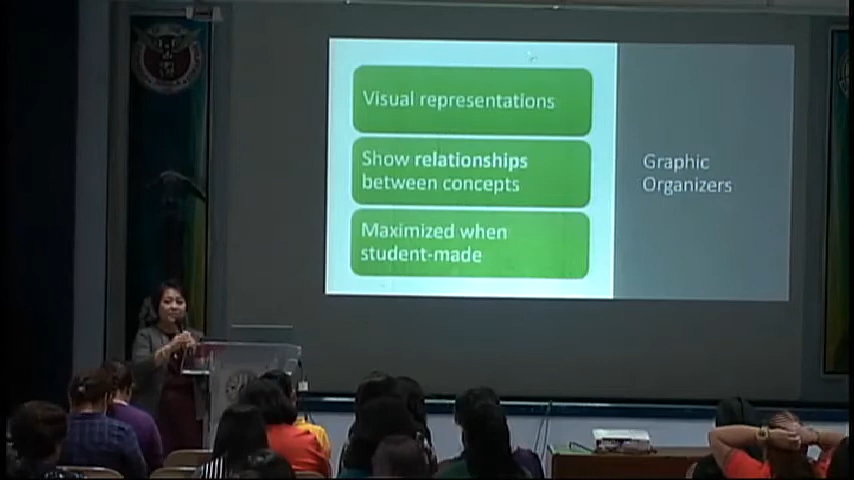 Visual representations
Show relationships
between concepts
Maximized when
student-made
Graphic
Organizers